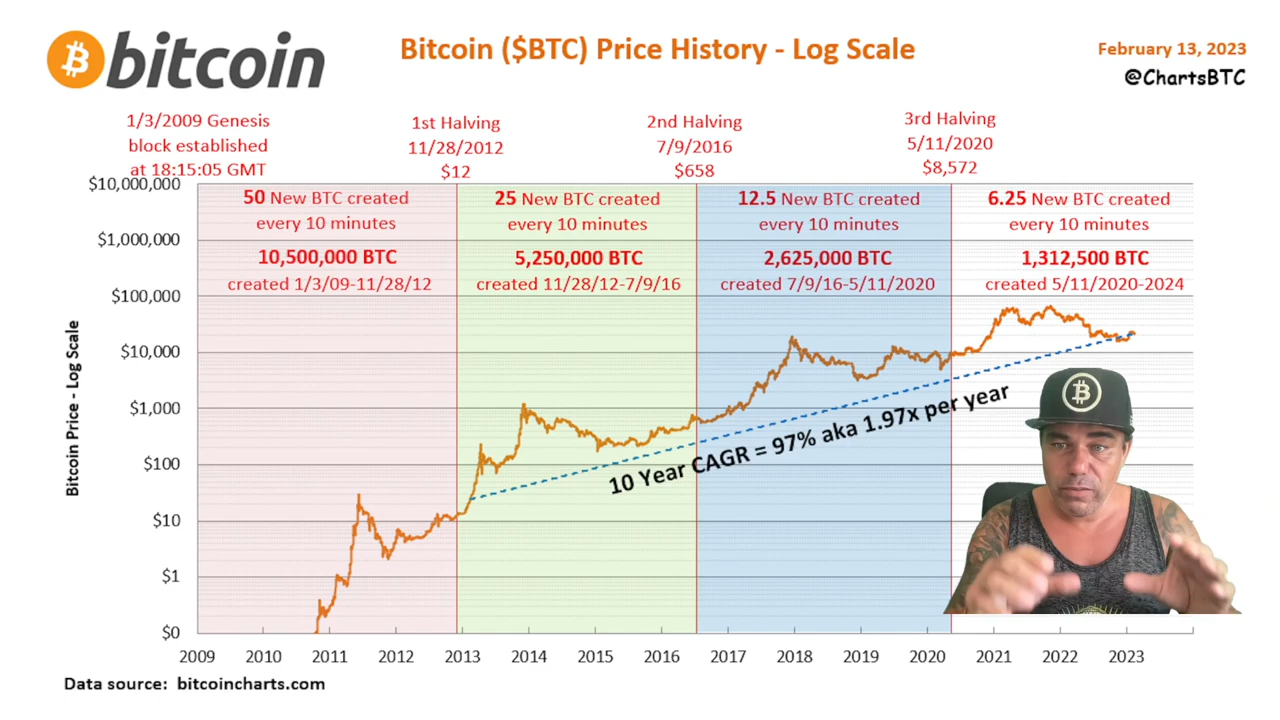 bitcoin
Bitcoin ($BTC) Price History - Log Scale
February 13, 2023
@ChartsBTC
1/3/2009 Genesis
block established
at 18:15:05 GMT
1st Halving
11/28/2012
$12
2nd Halving
7/9/2016
$658
3rd Halving
5/11/2020
$8,572
50 New BTC created
every 10 minutes
10,500,000 BTC
created 1/3/09-11/28/12
25 New BTC created
every 10 minutes
5,250,000 BTC
created 11/28/12-7/9/16
12.5 New BTC created
every 10 minutes
2,625,000 BTC
created 7/9/16-5/11/2020
6.25 New BTC created
every 10 minutes
1,312,500 BTC
created 5/11/2020-2024
Bitcoin Price - Log Scale
$10,000,000
$1,000,000
$100,000
$10,000
$1,000
$100
$10
$1
$0
10 Year CAGR = 97% aka 1.97x per year
2009 2010 2011 2012 2013 2014 2015 2016 2017 2018 2019 2020 2021 2022 2023
Data source: bitcoincharts.com